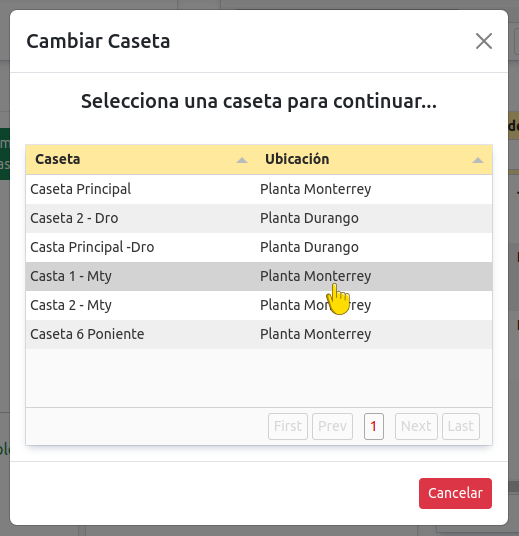 Cambiar Caseta
Selecciona una caseta para continuar...
Caseta Ubicación
Caseta Principal Planta Monterrey
Caseta 2 - Dro Planta Durango
Casta Principal -Dro Planta Durango
Casta 1 - Mty Planta Monterrey
Casta 2 - Mty Planta Monterrey
Caseta 6 Poniente Planta Monterrey
First Prev 1 Next Last
Cancelar